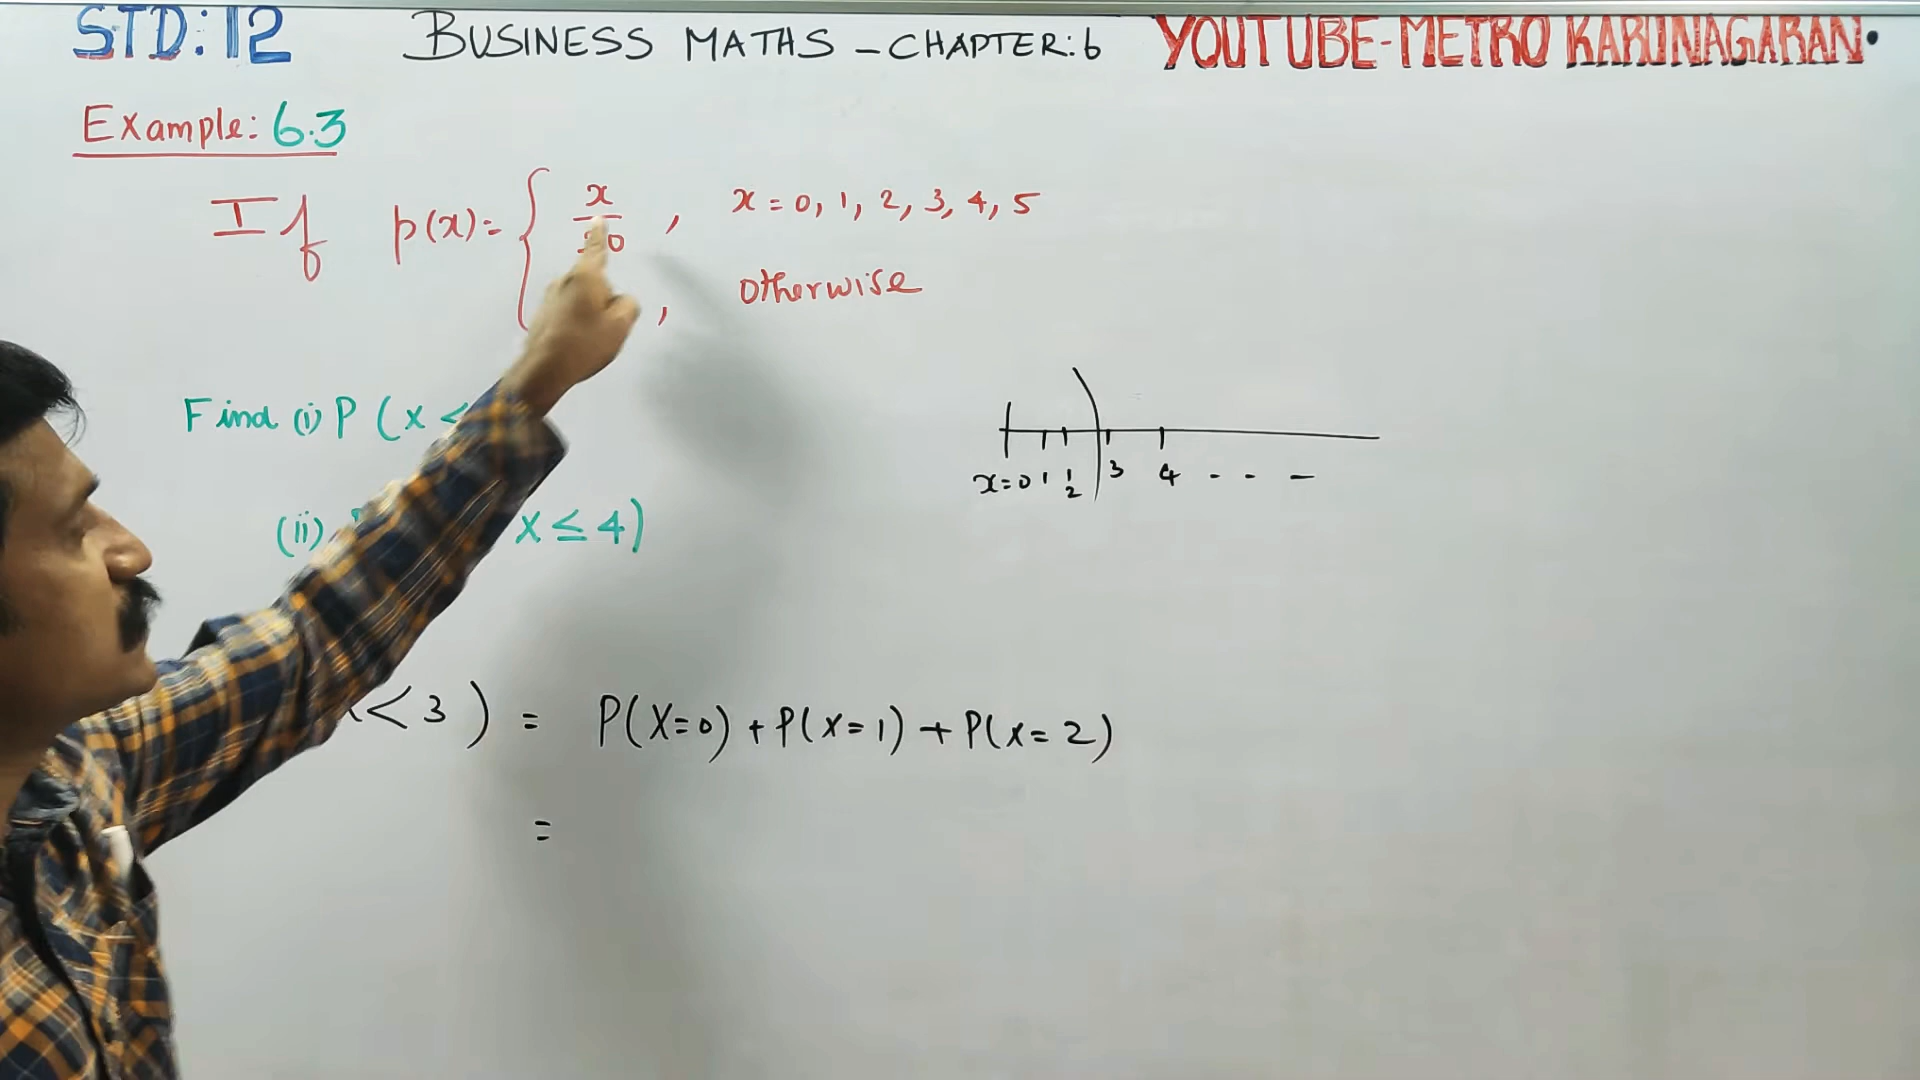 STD: 12 BUSINESS MATHS - CHAPTER: 6 YOUTUBE-METRO KARUNAGARAN.
Example: 6.3
If p(x) = { x/ 0 , x = 0, 1, 2, 3, 4, 5
, otherwise
Find (i) P (X <
(ii) X ≤ 4)
x=0 1 2 3 4 - - -
X < 3 ) = P(X=0) + P(X=1) + P(X=2)
=